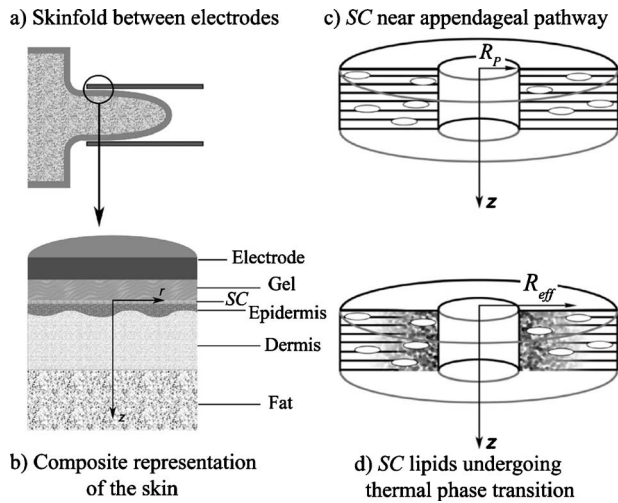 a) Skinfold between electrodes
Electrode
Gel
r
SC
Epidermis
Dermis
Fat
z
b) Composite representation
of the skin
c) SC near appendageal pathway
R_P
z
R_eff
z
d) SC lipids undergoing
thermal phase transition